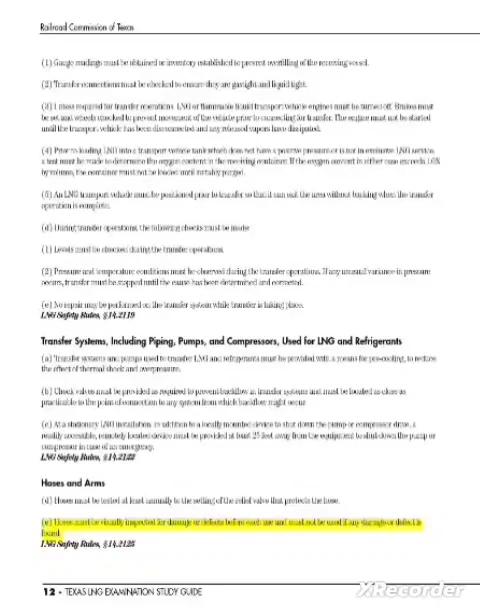 Railroad Commission of Texas
(1) Gauge readings must be obtained or inventory established to prevent overfilling of the receiving vessel.
(2) Transfer connections must be checked to ensure they are gastight and liquid tight.
(3) Unless required for transfer operations, LNG or flammable liquid transport vehicle engines must be turned off. Brakes must
be set and wheels chocked to prevent movement of the vehicle prior to connecting for transfer. The engine must not be started
until the transport vehicle has been disconnected and any released vapors have dissipated.
(4) Prior to loading LNG into a transport vehicle tank which does not have a positive pressure or is not in exclusive LNG service,
a test must be made to determine the oxygen content in the receiving container. If the oxygen content in either case exceeds 1.0%
by volume, the container must not be loaded until suitably purged.
(5) An LNG transport vehicle must be positioned prior to transfer so that it can exit the area without backing when the transfer
operation is complete.
(d) During transfer operations, the following checks must be made:
(1) Levels must be checked during the transfer operations.
(2) Pressure and temperature conditions must be observed during the transfer operations. If any unusual variance in pressure
occurs, transfer must be stopped until the cause has been determined and corrected.
(e) No repair may be performed on the transfer system while transfer is taking place.
LNG Safety Rules, §14.2119
Transfer Systems, Including Piping, Pumps, and Compressors, Used for LNG and Refrigerants
(a) Transfer systems and pumps used to transfer LNG and refrigerants must be provided with a means for pre-cooling, to reduce
the effect of thermal shock and overpressure.
(b) Check valves must be provided as required to prevent backflow in transfer systems and must be located as close as
practicable to the point of connection to any system from which backflow might occur.
(c) At a stationary LNG installation, in addition to a locally mounted device to shut down the pump or compressor drive, a
readily accessible, remotely located device must be provided at least 25 feet away from the equipment to shut down the pump or
compressor in case of an emergency.
LNG Safety Rules, §14.2122
Hoses and Arms
(d) Hoses must be tested at least annually to the setting of the relief valve that protects the hose.
(e) Hoses must be visually inspected for damage or defects before each use and must not be used if any damage or defect is
found.
LNG Safety Rules, §14.2125
12 - TEXAS LNG EXAMINATION STUDY GUIDE
XRecorder